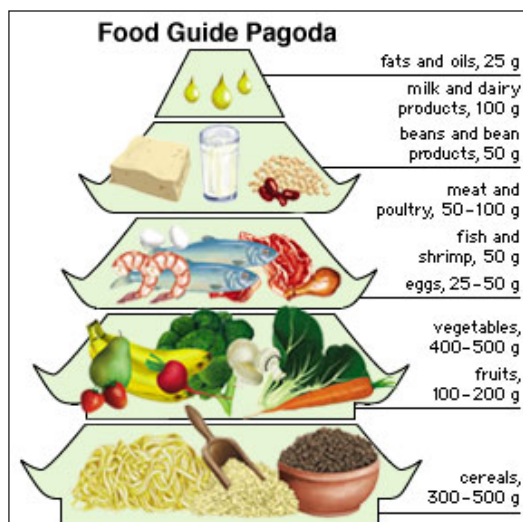 Food Guide Pagoda
fats and oils, 25 g
milk and dairy
products, 100 g
beans and bean
products, 50 g
meat and
poultry, 50-100 g
fish and
shrimp, 50 g
eggs, 25-50 g
vegetables,
400-500 g
fruits,
100-200 g
cereals,
300-500 g